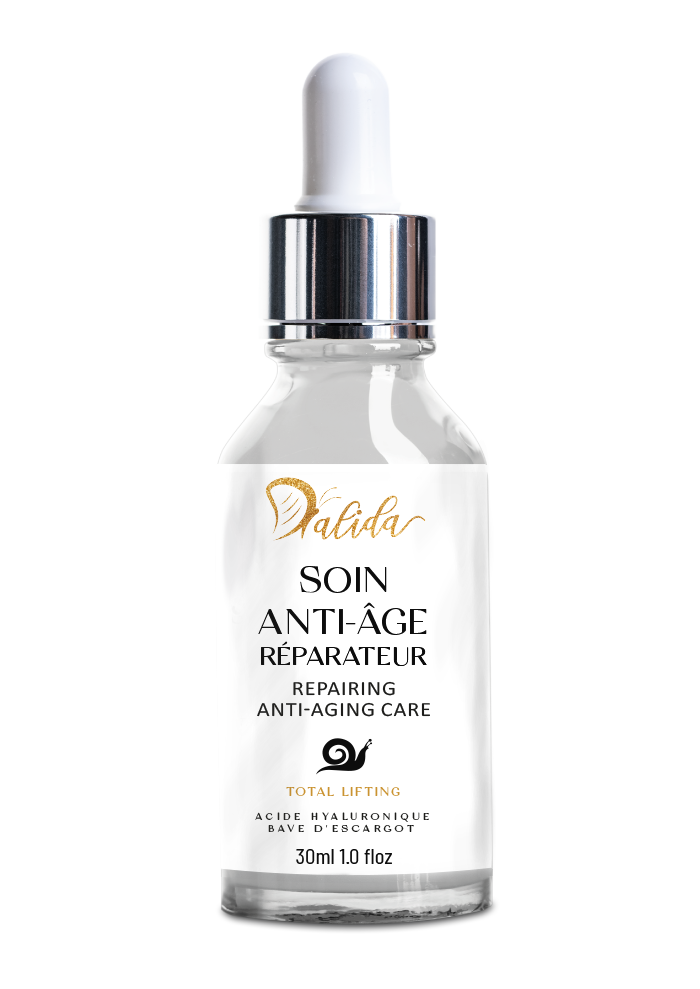 Dalida
SOIN
ANTI-ÂGE
RÉPARATEUR
REPAIRING
ANTI-AGING CARE
TOTAL LIFTING
ACIDE HYALURONIQUE
BAVE D'ESCARGOT
30ml 1.0 floz